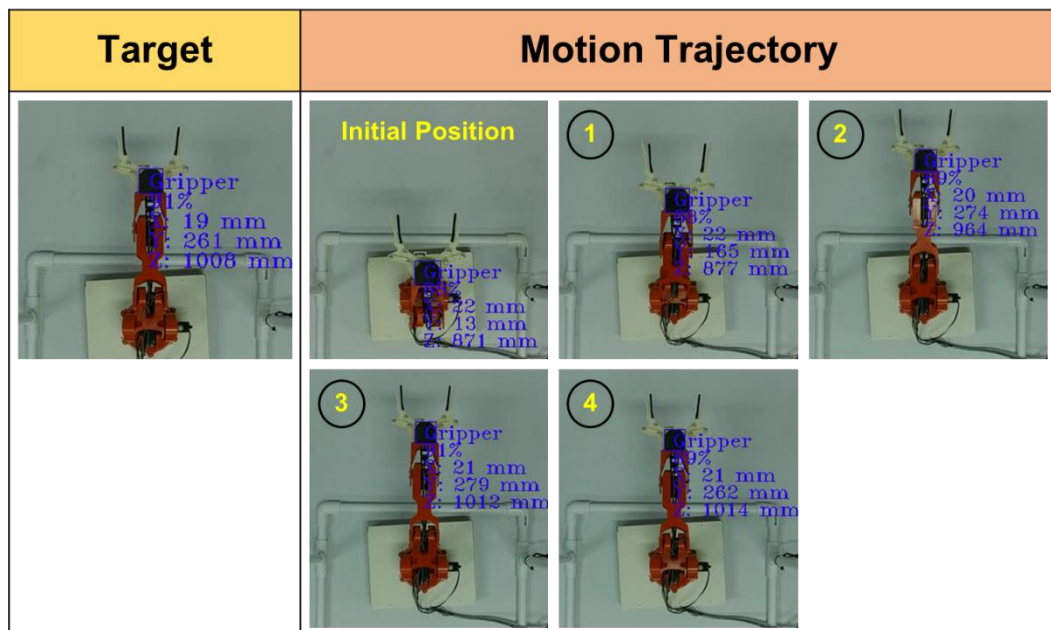 Target
Motion Trajectory
Gripper
19 mm
261 mm
Z: 1008 mm
Initial Position
Gripper
22 mm
13 mm
Z: 871 mm
1
Gripper
22 mm
165 mm
Z: 877 mm
2
Gripper
20 mm
Y: 274 mm
Z: 964 mm
3
Gripper
21 mm
279 mm
Z: 1012 mm
4
Gripper
21 mm
262 mm
Z: 1014 mm